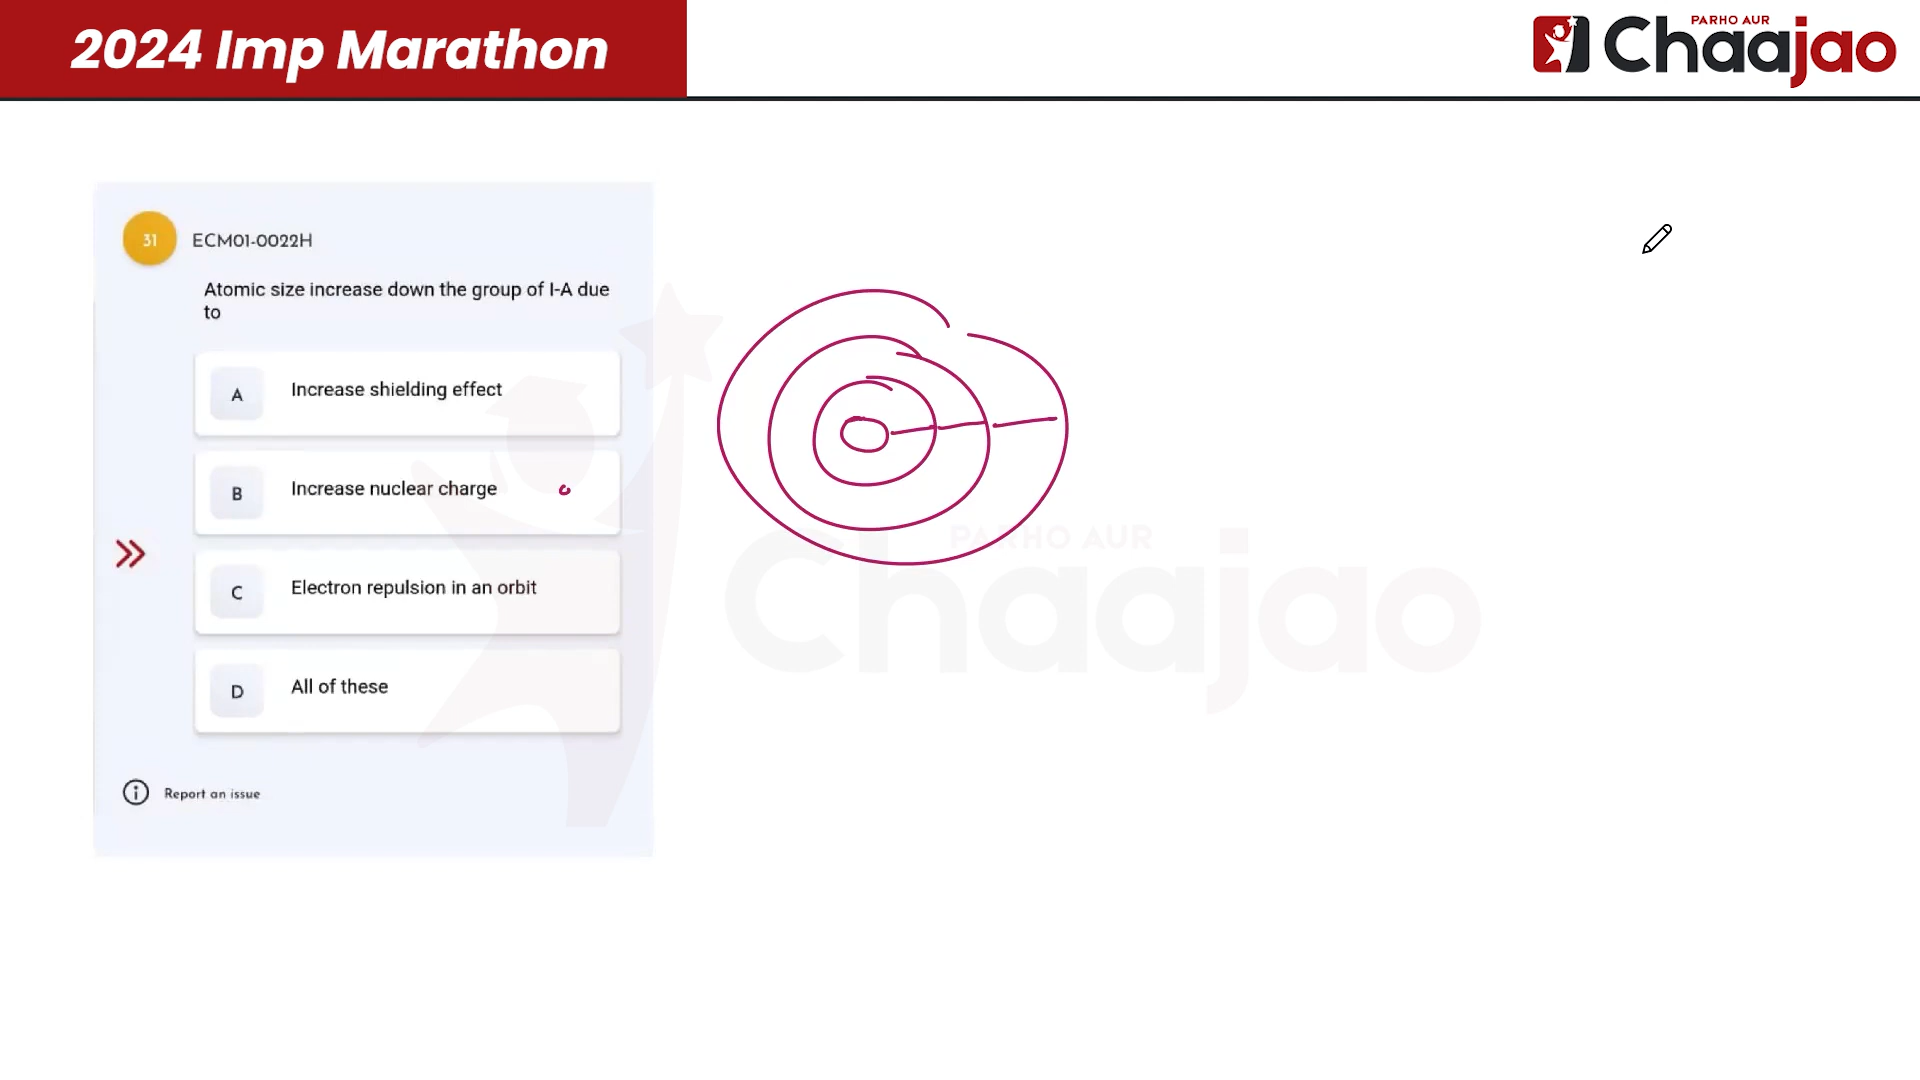 2024 Imp Marathon
PARHO AUR
Chaajao
31
ECM01-0022H
Atomic size increase down the group of I-A due
to
A Increase shielding effect
B Increase nuclear charge
C Electron repulsion in an orbit
D All of these
Report an issue
PARHO AUR
Chaajao